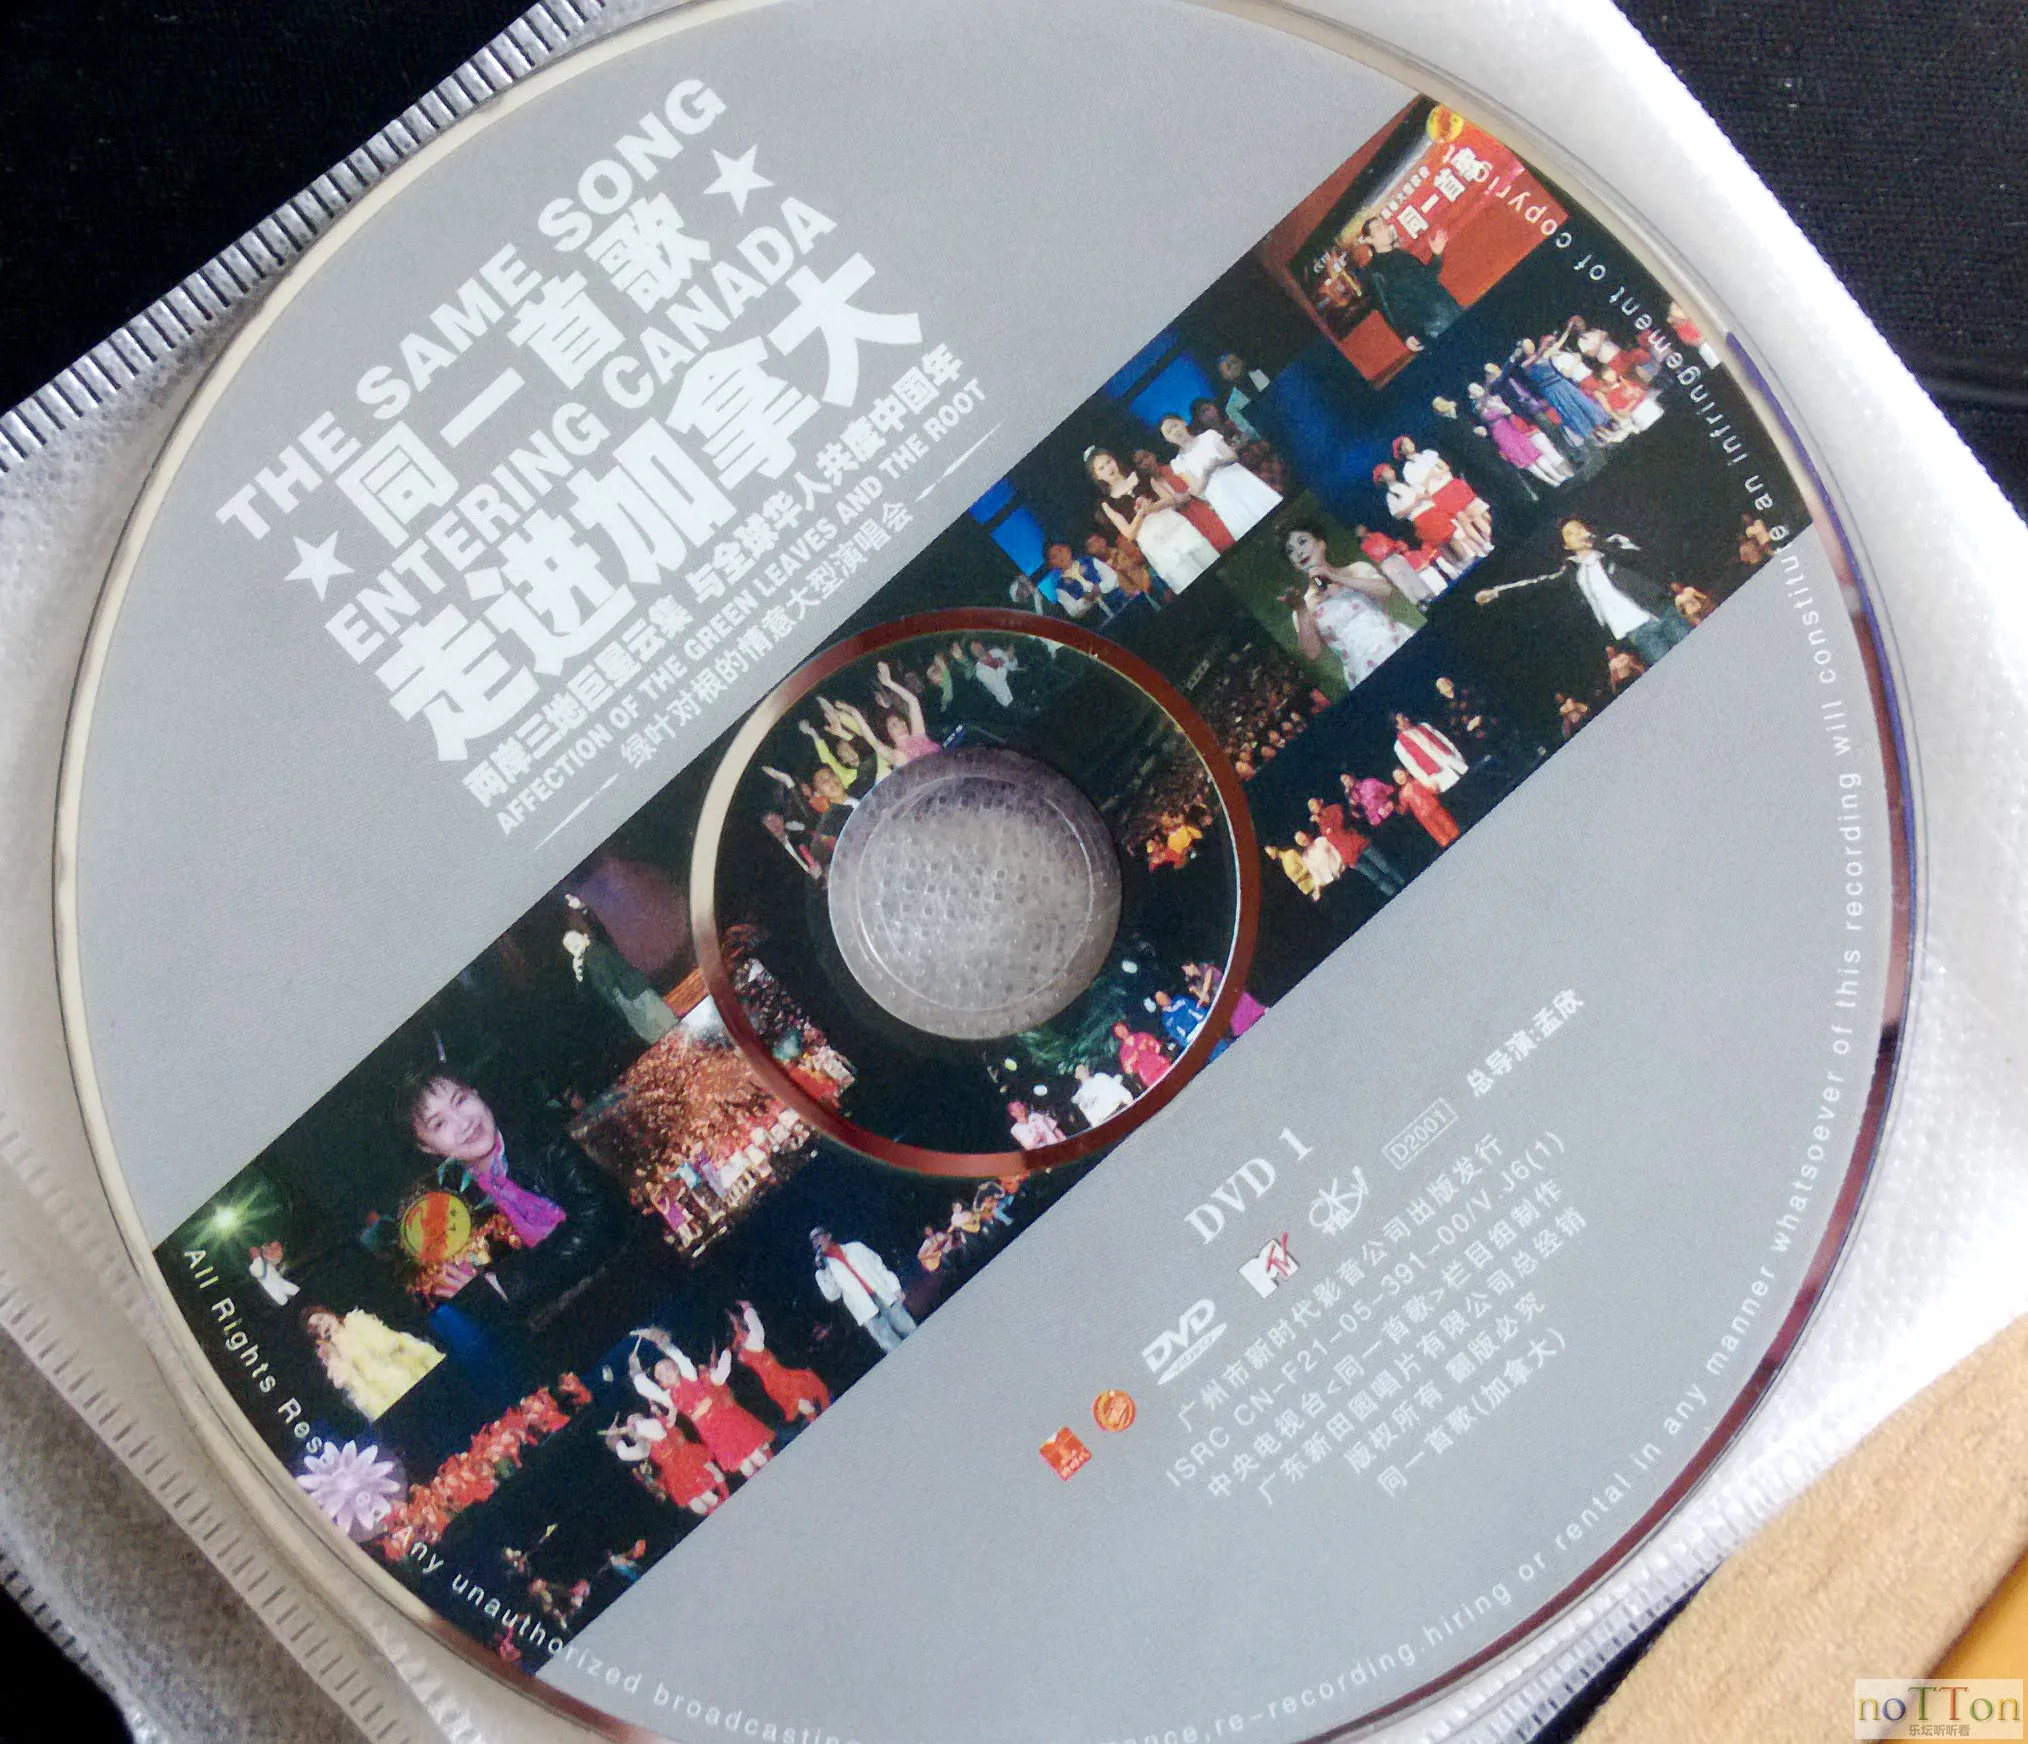 THE SAME SONG
同一首歌
ENTERING CANADA
走进加拿大
两岸三地巨星云集 与全球华人共度中国年
AFFECTION OF THE GREEN LEAVES AND THE ROOT
绿叶对根的情意大型演唱会
同一首歌
DVD 1
DVD
D2001
总导演:孟欣
广州市新时代影音公司出版发行
ISRC CN-F21-05-391-00/V.J6(1)
中央电视台<同一首歌>栏目组制作
广东新田园唱片有限公司总经销
版权所有 翻版必究
同一首歌(加拿大)
All Rights Any unauthorized broadcasting re-recording.hiring or rental in any manner whatsoever of this recording will constitute an infringement of copyri
noTTon
乐坛听听看